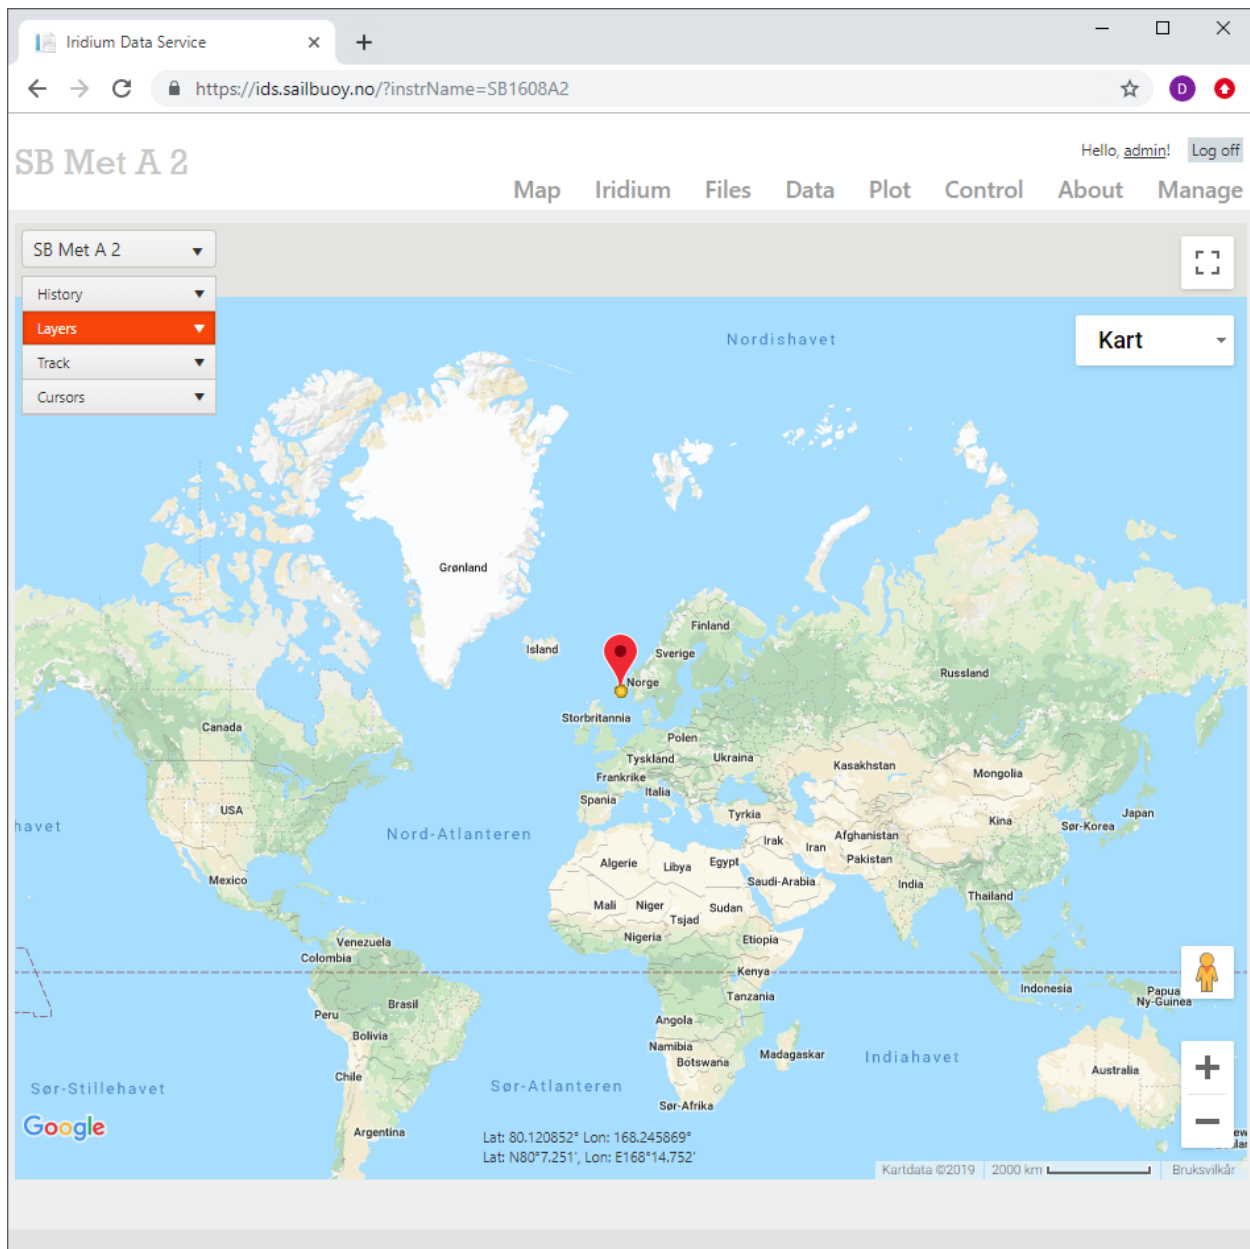 Iridium Data Service
https://ids.sailbuoy.no/?instrName=SB1608A2
D
SB Met A 2
Hello, admin! Log off
Map Iridium Files Data Plot Control About Manage
SB Met A 2
History
Layers
Track
Cursors
Kart
Nordishavet
Grønland
Finland
Island
Sverige
Norge
Russland
Storbritannia
Canada
Polen
Tyskland
Ukraina
Kasakhstan
Frankrike
Mongolia
Italia
Spania
USA
Tyrkia
Japan
Kina
Sør-Korea
havet
Nord-Atlanteren
Irak
Iran
Afghanistan
Pakistan
Algerie
Libya
Egypt
Saudi-Arabia
India
Mexico
Thailand
Mali
Niger
Tsjad
Sudan
Nigeria
Etiopia
Venezuela
Colombia
Kenya
Indonesia
Papua
Ny-Guinea
Tanzania
Brasil
Peru
Angola
Bolivia
Namibia
Botswana
Madagaskar
Indiahavet
Chile
Australia
Sør-Stillehavet
Sør-Atlanteren
Sør-Afrika
Google
Argentina
Lat: 80.120852° Lon: 168.245869°
Lat: N80°7.251', Lon: E168°14.752'
Kartdata ©2019 2000 km Bruksvilkår